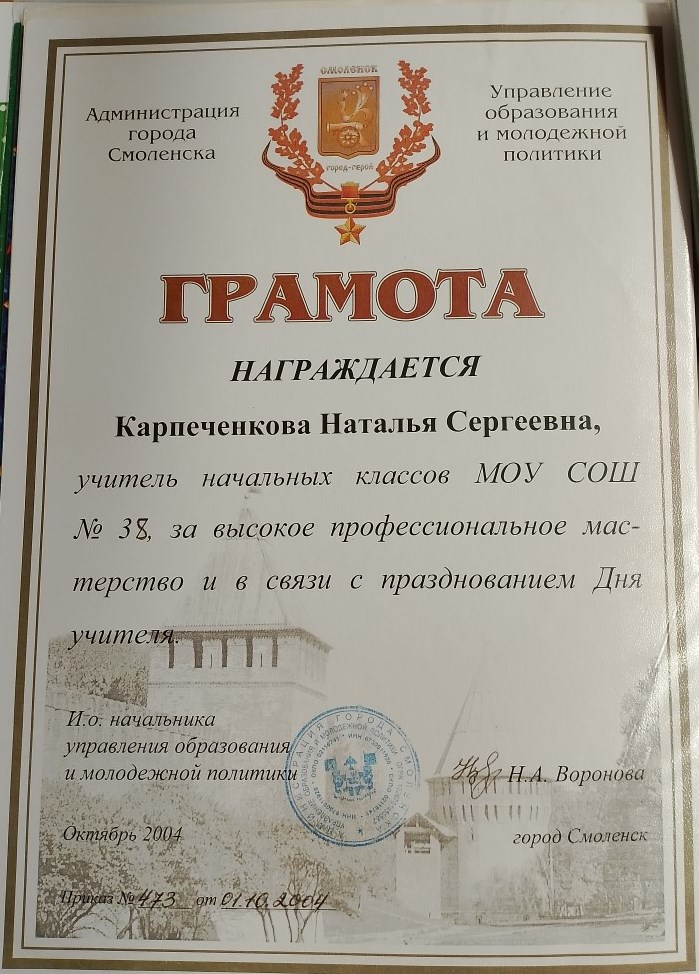 Администрация
города
Смоленска
СМОЛЕНСК
город-герой
Управление
образования
и молодежной
политики
ГРАМОТА
НАГРАЖДАЕТСЯ
Карпеченкова Наталья Сергеевна,
учитель начальных классов МОУ СОШ
№ 38, за высокое профессиональное мас-
терство и в связи с празднованием Дня
учителя.
И.о. начальника
управления образования
и молодежной политики
Н.А. Воронова
Октябрь 2004
город Смоленск
Приказ № 473 от 01.10.2004